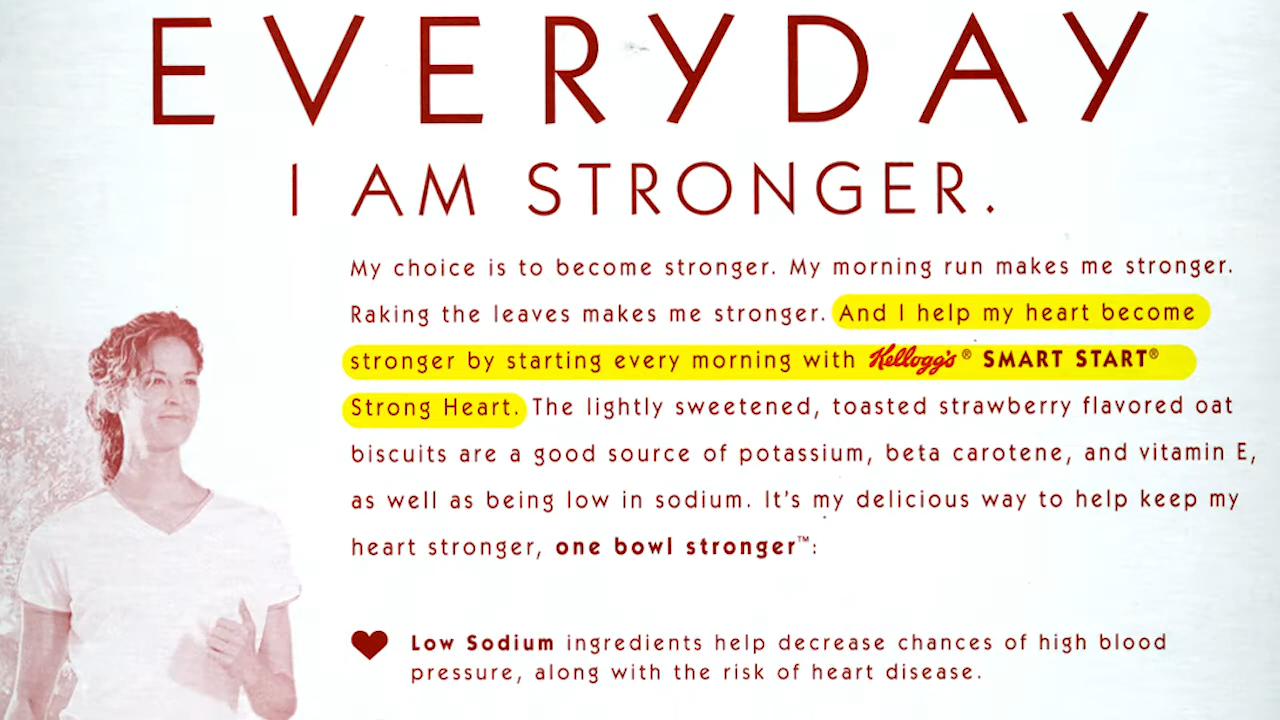 EVERYDAY
I AM STRONGER.
My choice is to become stronger. My morning run makes me stronger.
Raking the leaves makes me stronger. And I help my heart become
stronger by starting every morning with Kellogg's® SMART START®
Strong Heart. The lightly sweetened, toasted strawberry flavored oat
biscuits are a good source of potassium, beta carotene, and vitamin E,
as well as being low in sodium. It's my delicious way to help keep my
heart stronger, one bowl stronger™:
Low Sodium ingredients help decrease chances of high blood
pressure, along with the risk of heart disease.